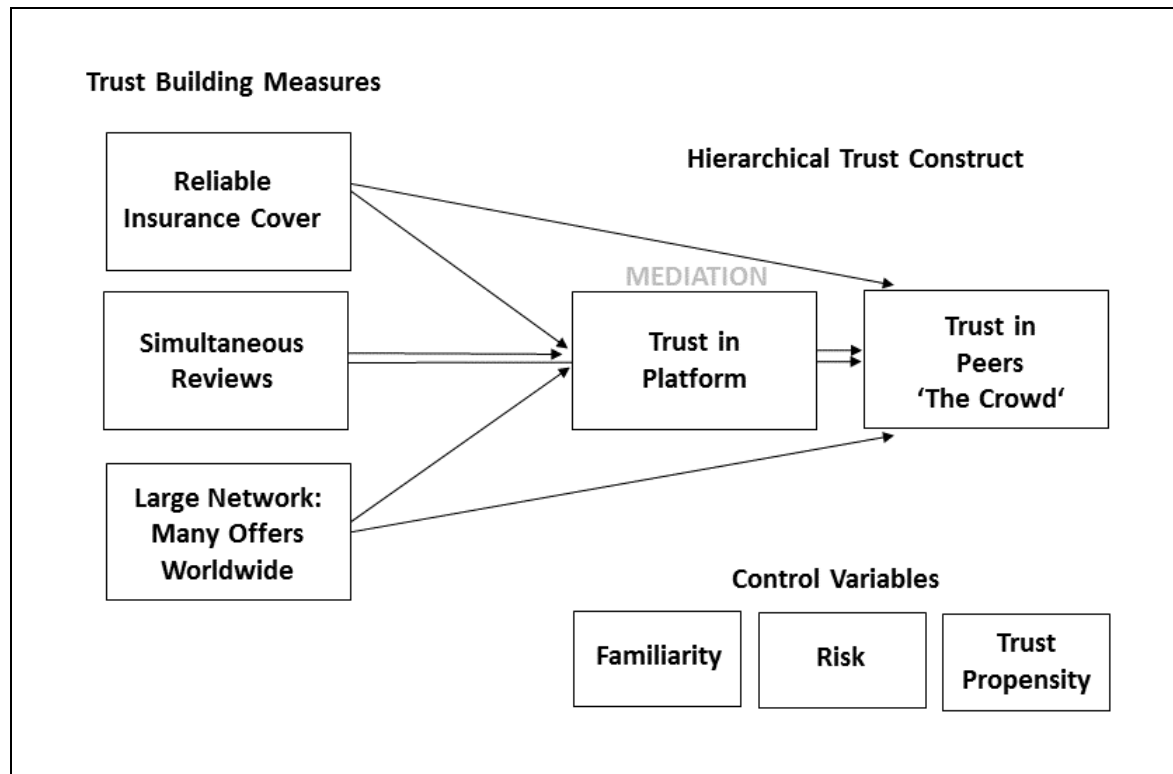 Trust Building Measures
Reliable
Insurance Cover
Hierarchical Trust Construct
MEDIATION
Simultaneous
Reviews
Trust in
Platform
Trust in
Peers
‘The Crowd‘
Large Network:
Many Offers
Worldwide
Control Variables
Familiarity
Risk
Trust
Propensity